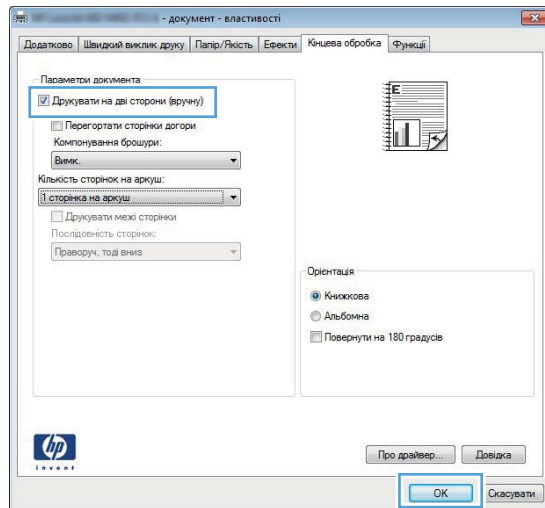 - документ - властивості
Додатково Швидкий виклик друку Папір/Якість Ефекти Кінцева обробка Функції
Параметри документа
Друкувати на дві сторони (вручну)
Перегортати сторінки догори
Компонування брошури:
Вимк.
Кількість сторінок на аркуш:
1 сторінка на аркуш
Друкувати межі сторінки
Послідовність сторінок:
Праворуч, тоді вниз
E
Орієнтація
Книжкова
Альбомна
Повернути на 180 градусів
hp
invent
Про драйвер... Довідка
OK Скасувати